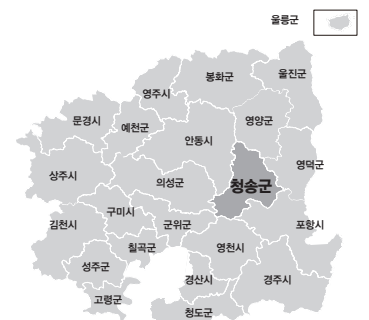 울릉군
봉화군
울진군
영주시
문경시
예천군
영양군
안동시
영덕군
상주시
의성군
청송군
구미시
김천시
군위군
포항시
칠곡군
영천시
성주군
경산시
경주시
고령군
청도군